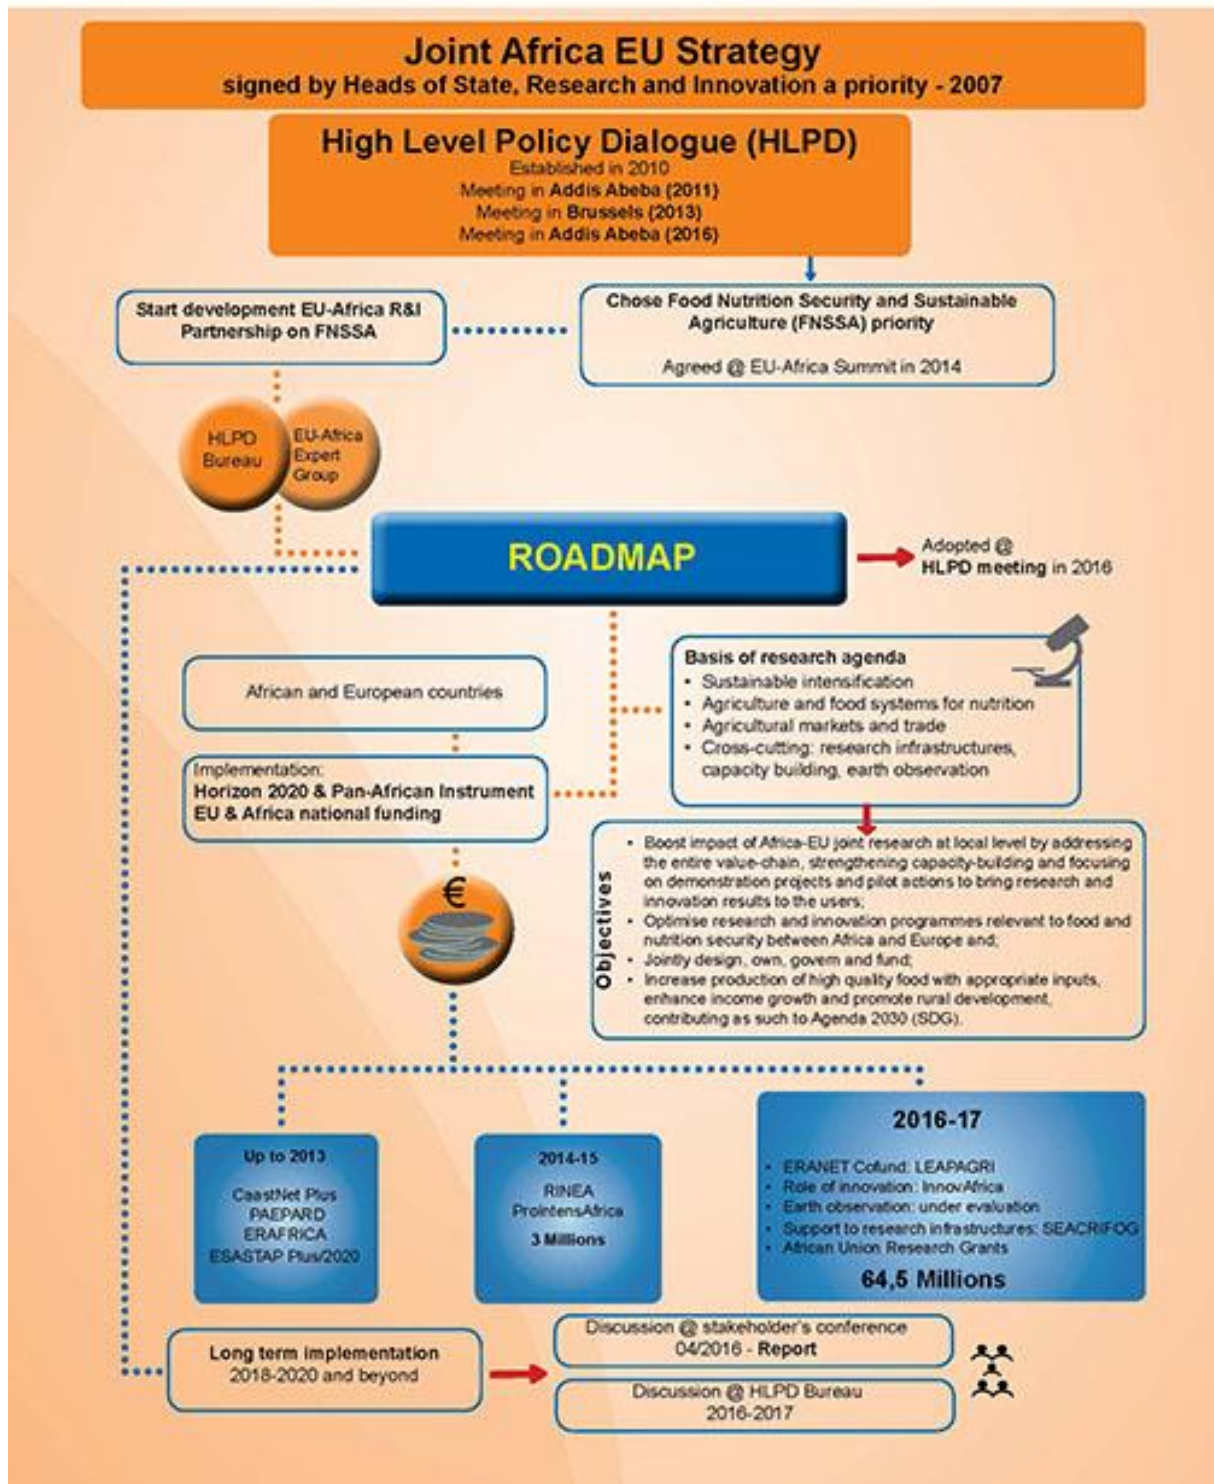 Joint Africa EU Strategy
signed by Heads of State, Research and Innovation a priority - 2007
High Level Policy Dialogue (HLPD)
Established in 2010
Meeting in Addis Abeba (2011)
Meeting in Brussels (2013)
Meeting in Addis Abeba (2016)
Start development EU-Africa R&I
Partnership on FNSSA
Chose Food Nutrition Security and Sustainable
Agriculture (FNSSA) priority
Agreed @ EU-Africa Summit in 2014
HLPD
Bureau
EU-Africa
Expert
Group
ROADMAP
Adopted @
HLPD meeting in 2016
African and European countries
Implementation:
Horizon 2020 & Pan-African Instrument
EU & Africa national funding
Basis of research agenda
• Sustainable intensification
• Agriculture and food systems for nutrition
• Agricultural markets and trade
• Cross-cutting: research infrastructures,
capacity building, earth observation
€
Objectives
• Boost impact of Africa-EU joint research at local level by addressing
the entire value-chain, strengthening capacity-building and focusing
on demonstration projects and pilot actions to bring research and
innovation results to the users;
• Optimise research and innovation programmes relevant to food and
nutrition security between Africa and Europe and;
• Jointly design, own, govern and fund;
• Increase production of high quality food with appropriate inputs,
enhance income growth and promote rural development,
contributing as such to Agenda 2030 (SDG).
Up to 2013
CaastNet Plus
PAEPARD
ERAFRICA
ESASTAP Plus/2020
2014-15
RINEA
ProIntensAfrica
3 Millions
2016-17
• ERANET Cofund: LEAPAGRI
• Role of innovation: InnovAfrica
• Earth observation: under evaluation
• Support to research infrastructures: SEACRIFOG
• African Union Research Grants
64,5 Millions
Long term implementation
2018-2020 and beyond
Discussion @ stakeholder's conference
04/2016 - Report
Discussion @ HLPD Bureau
2016-2017